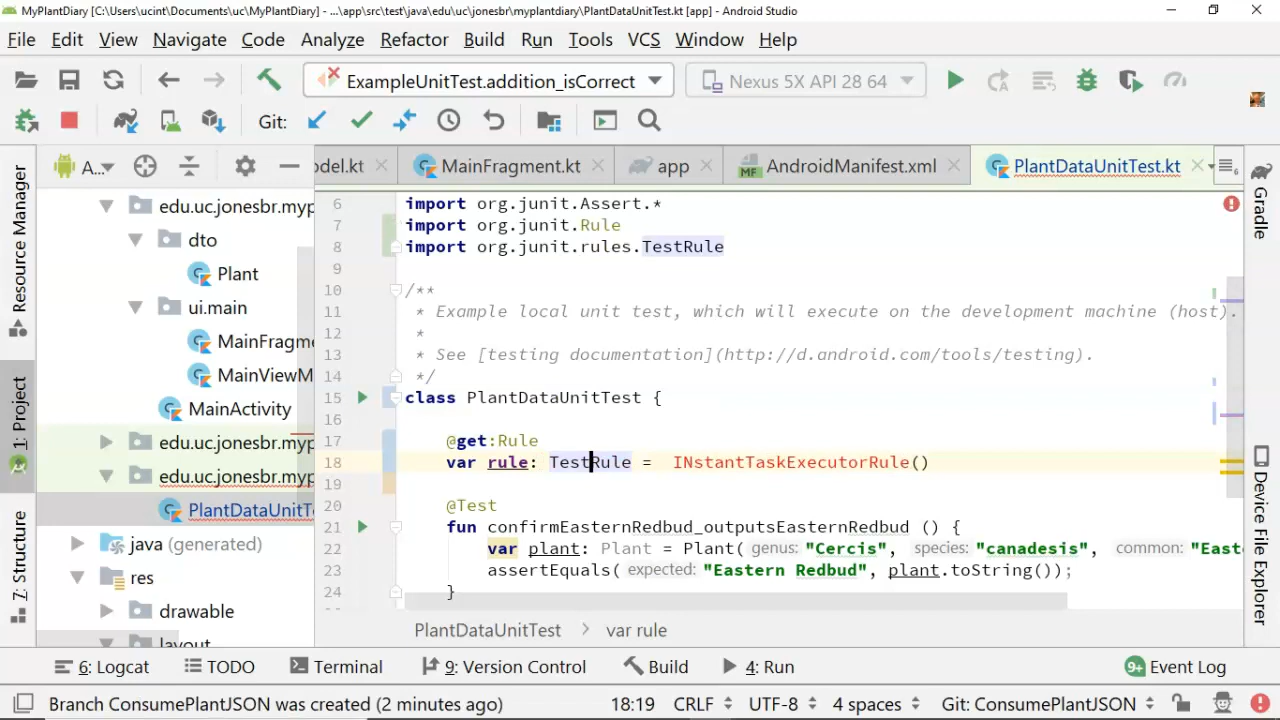 MyPlantDiary [C:\Users\ucint\Documents\uc\MyPlantDiary] - ...\app\src\test\java\edu\uc\jonesbr\myplantdiary\PlantDataUnitTest.kt [app] - Android Studio
File Edit View Navigate Code Analyze Refactor Build Run Tools VCS Window Help
ExampleUnitTest.addition_isCorrect Nexus 5X API 28 64
Git:
A... odel.kt MainFragment.kt app MF AndroidManifest.xml PlantDataUnitTest.kt
Resource Manager
1: Project
7: Structure
edu.uc.jonesbr.myp
dto
Plant
ui.main
MainFragme
MainViewM
MainActivity
edu.uc.jonesbr.myp
edu.uc.jonesbr.myp
PlantDataUnitT
java (generated)
res
drawable
layout
6 import org.junit.Assert.*
7 import org.junit.Rule
8 import org.junit.rules.TestRule
9
10 /**
11 * Example local unit test, which will execute on the development machine (host).
12 *
13 * See [testing documentation](http://d.android.com/tools/testing).
14 */
15 class PlantDataUnitTest {
16
17 @get:Rule
18 var rule: TestRule = INstantTaskExecutorRule()
19
20 @Test
21 fun confirmEasternRedbud_outputsEasternRedbud () {
22 var plant: Plant = Plant( genus: "Cercis", species: "canadesis", common: "East
23 assertEquals( expected: "Eastern Redbud", plant.toString());
24 }
Gradle
Device File Explorer
PlantDataUnitTest > var rule
6: Logcat TODO Terminal 9: Version Control Build 4: Run 9+ Event Log
Branch ConsumePlantJSON was created (2 minutes ago) 18:19 CRLF UTF-8 4 spaces Git: ConsumePlantJSON